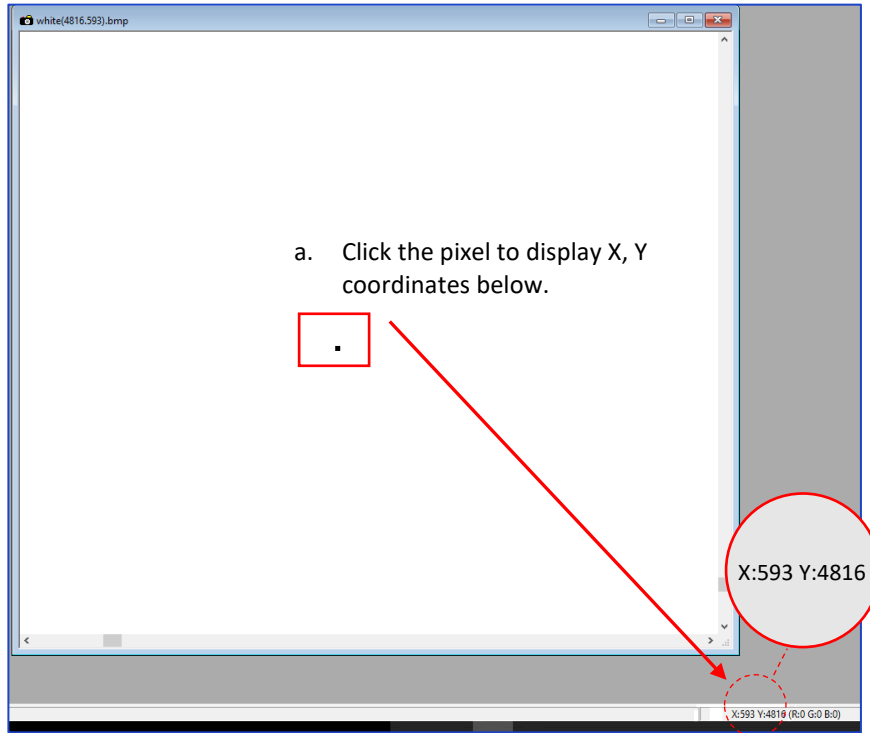 white(4816.593).bmp
a. Click the pixel to display X, Y
coordinates below.
X:593 Y:4816
X:593 Y:4816 (R:0 G:0 B:0)